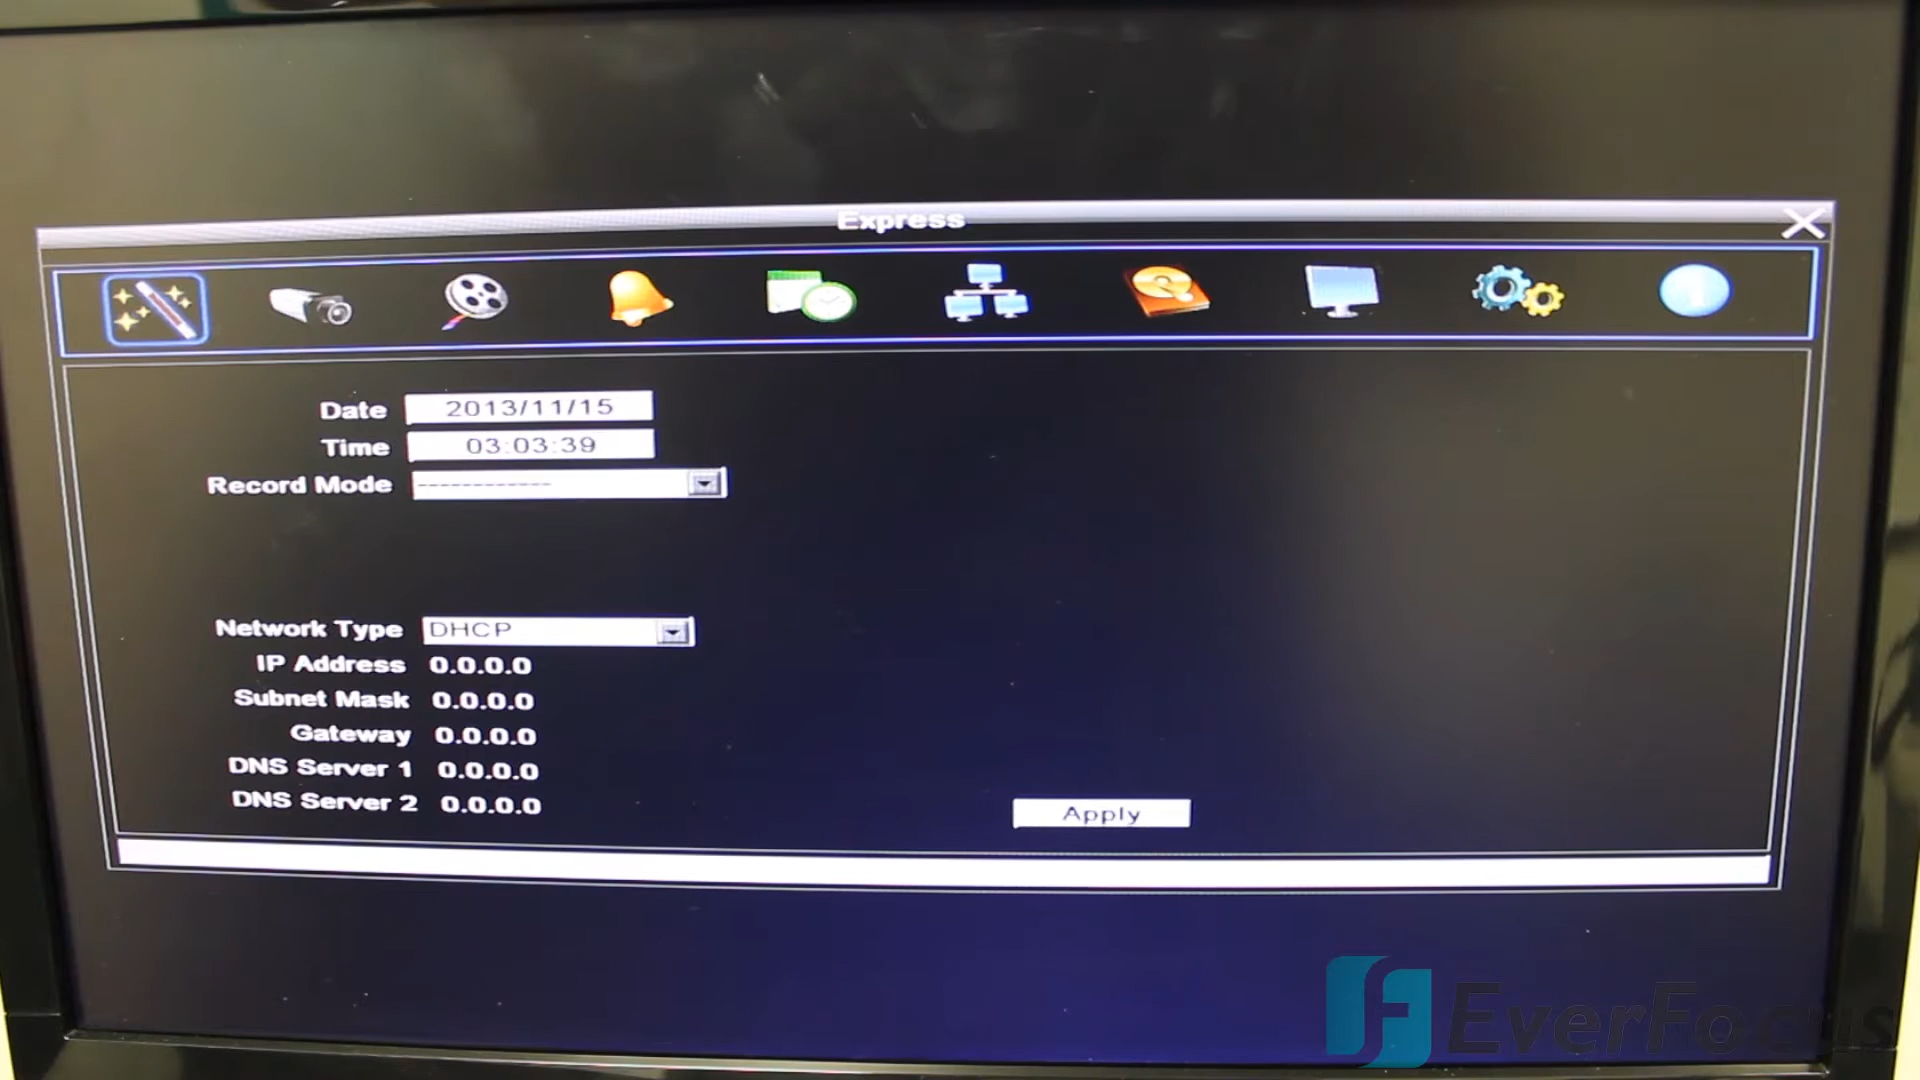 Express
Date 2013/11/15
Time 03:03:39
Record Mode ------------
Network Type DHCP
IP Address 0.0.0.0
Subnet Mask 0.0.0.0
Gateway 0.0.0.0
DNS Server 1 0.0.0.0
DNS Server 2 0.0.0.0
Apply
EverFocus